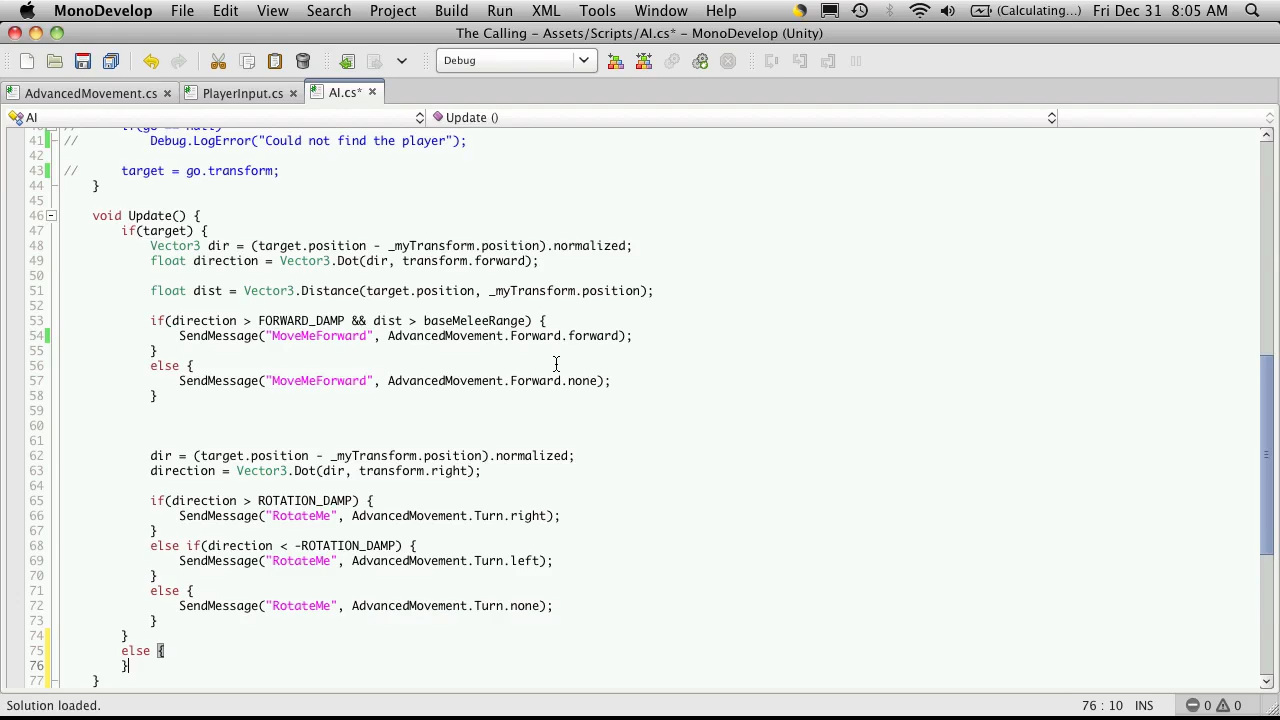 MonoDevelop File Edit View Search Project Build Run XML Tools Window Help (Calculating...) Fri Dec 31 8:05 AM
The Calling - Assets/Scripts/AI.cs* - MonoDevelop (Unity)
Debug
AdvancedMovement.cs PlayerInput.cs AI.cs*
AI Update ()
40 // if(go == null)
41 // Debug.LogError("Could not find the player");
42
43 // target = go.transform;
44 }
45
46 void Update() {
47 if(target) {
48 Vector3 dir = (target.position - _myTransform.position).normalized;
49 float direction = Vector3.Dot(dir, transform.forward);
50
51 float dist = Vector3.Distance(target.position, _myTransform.position);
52
53 if(direction > FORWARD_DAMP && dist > baseMeleeRange) {
54 SendMessage("MoveMeForward", AdvancedMovement.Forward.forward);
55 }
56 else {
57 SendMessage("MoveMeForward", AdvancedMovement.Forward.none);
58 }
59
60
61
62 dir = (target.position - _myTransform.position).normalized;
63 direction = Vector3.Dot(dir, transform.right);
64
65 if(direction > ROTATION_DAMP) {
66 SendMessage("RotateMe", AdvancedMovement.Turn.right);
67 }
68 else if(direction < -ROTATION_DAMP) {
69 SendMessage("RotateMe", AdvancedMovement.Turn.left);
70 }
71 else {
72 SendMessage("RotateMe", AdvancedMovement.Turn.none);
73 }
74 }
75 else {
76 }
77 }
Solution loaded. 76 : 10 INS 0 0